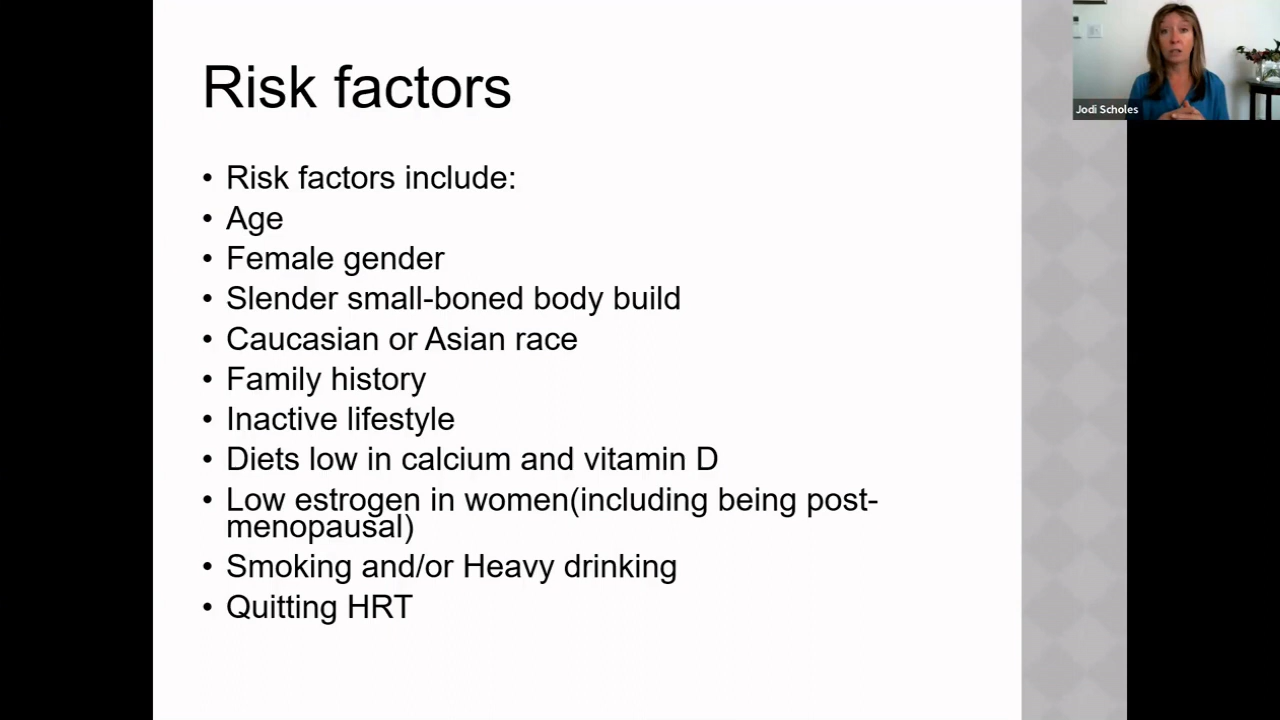 Risk factors
• Risk factors include:
• Age
• Female gender
• Slender small-boned body build
• Caucasian or Asian race
• Family history
• Inactive lifestyle
• Diets low in calcium and vitamin D
• Low estrogen in women(including being post-
menopausal)
• Smoking and/or Heavy drinking
• Quitting HRT
Jodi Scholes